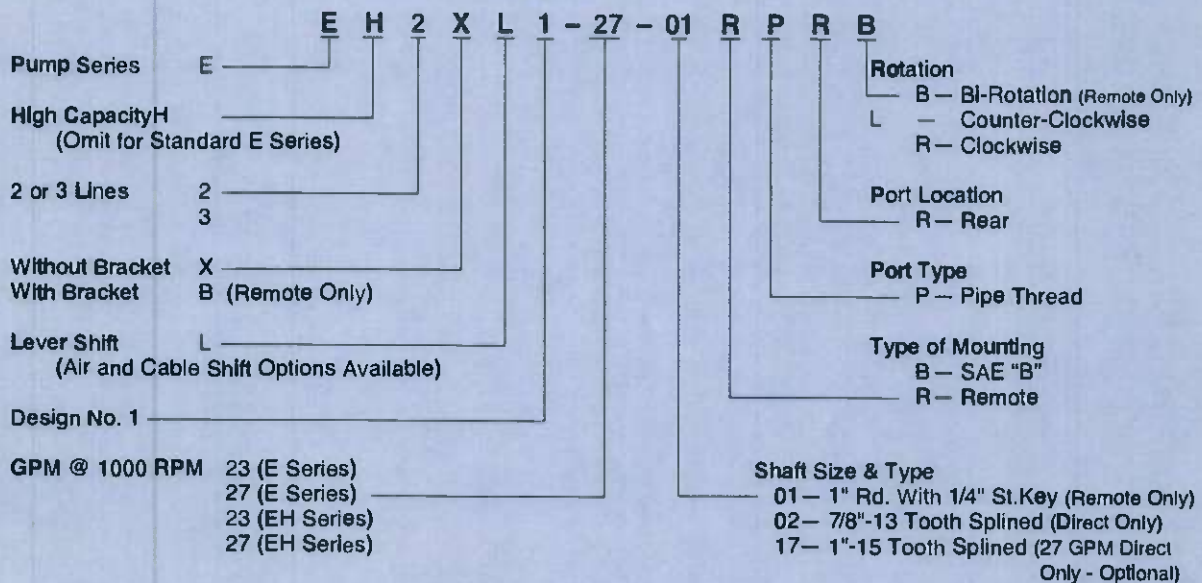 E H 2 X L 1 - 27 - 01 R P R B
Pump Series E
High CapacityH
(Omit for Standard E Series)
2 or 3 Lines 2
3
Without Bracket X
With Bracket B (Remote Only)
Lever Shift L
(Air and Cable Shift Options Available)
Design No. 1
GPM @ 1000 RPM 23 (E Series)
27 (E Series)
23 (EH Series)
27 (EH Series)
Rotation
B — Bi-Rotation (Remote Only)
L — Counter-Clockwise
R — Clockwise
Port Location
R — Rear
Port Type
P — Pipe Thread
Type of Mounting
B — SAE "B"
R — Remote
Shaft Size & Type
01 — 1" Rd. With 1/4" St.Key (Remote Only)
02 — 7/8"-13 Tooth Splined (Direct Only)
17 — 1"-15 Tooth Splined (27 GPM Direct
Only - Optional)